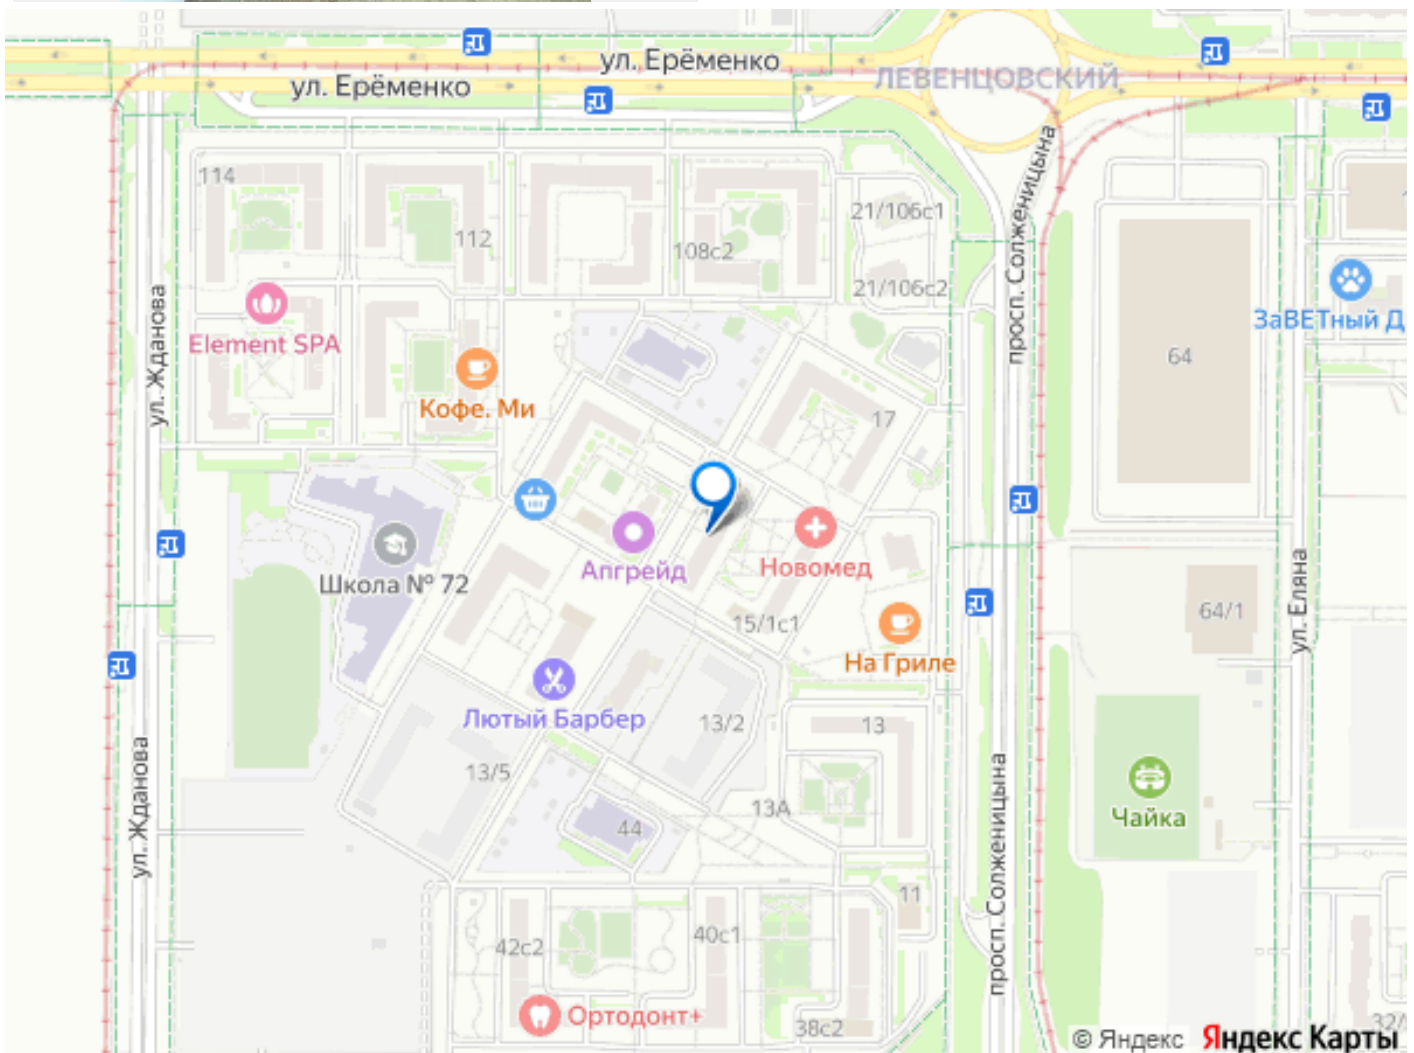 ул. Ерёменко
ЛЕВЕНЦОВСКИЙ
ул. Ерёменко
114
112
108с2
21/106с1
21/106с2
просп. Солженицына
просп. Солженицына
ул. Жданова
Element SPA
Кофе. Ми
17
64
ЗаВЕТный Д
Школа № 72
Апгрейд
Новомед
15/1с1
На Гриле
64/1
ул. Еляна
Лютый Барбер
13/2
13
13/5
13А
44
Чайка
ул. Жданова
просп. Солженицына
11
42с2
40с1
38с2
Ортодонт+
© Яндекс Яндекс Карты